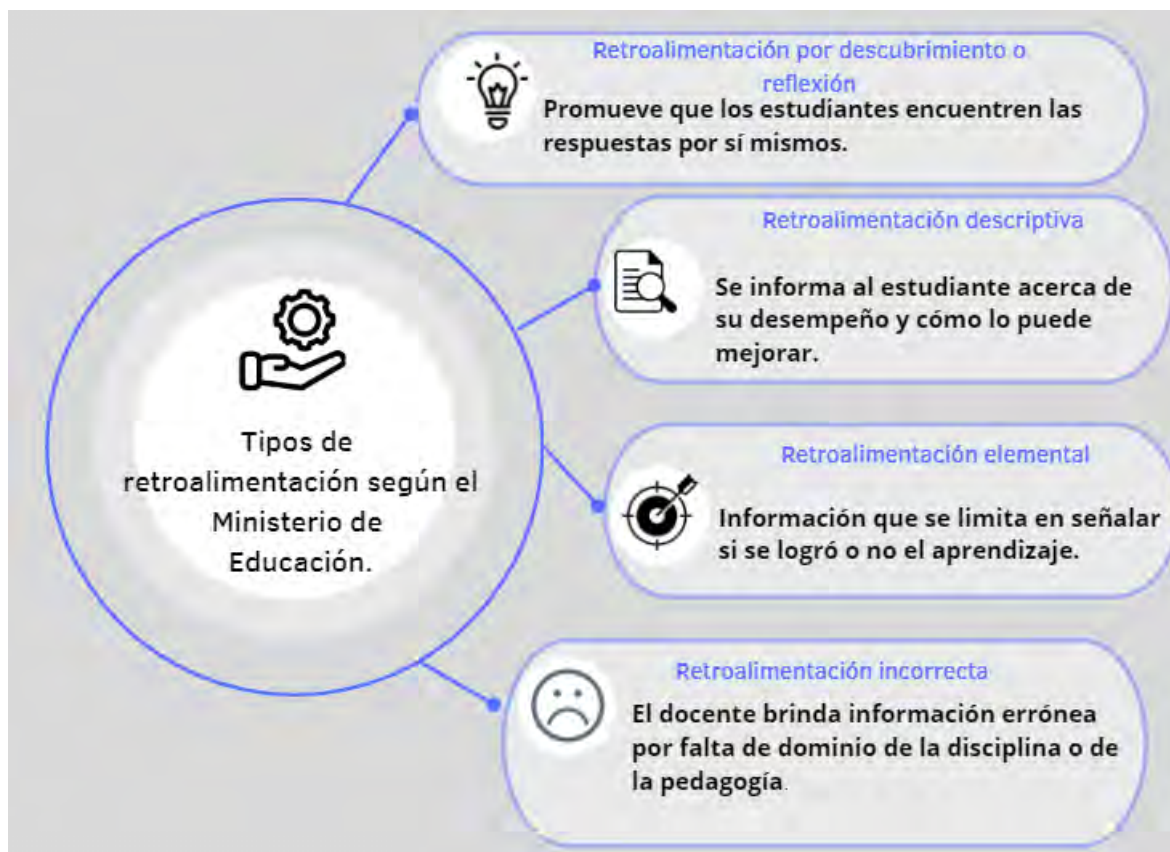 Retroalimentación por descubrimiento o
reflexión
Promueve que los estudiantes encuentren las
respuestas por sí mismos.
Retroalimentación descriptiva
Se informa al estudiante acerca de
su desempeño y cómo lo puede
mejorar.
Tipos de
retroalimentación según el
Ministerio de
Educación.
Retroalimentación elemental
Información que se limita en señalar
si se logró o no el aprendizaje.
Retroalimentación incorrecta
El docente brinda información errónea
por falta de dominio de la disciplina o de
la pedagogía.